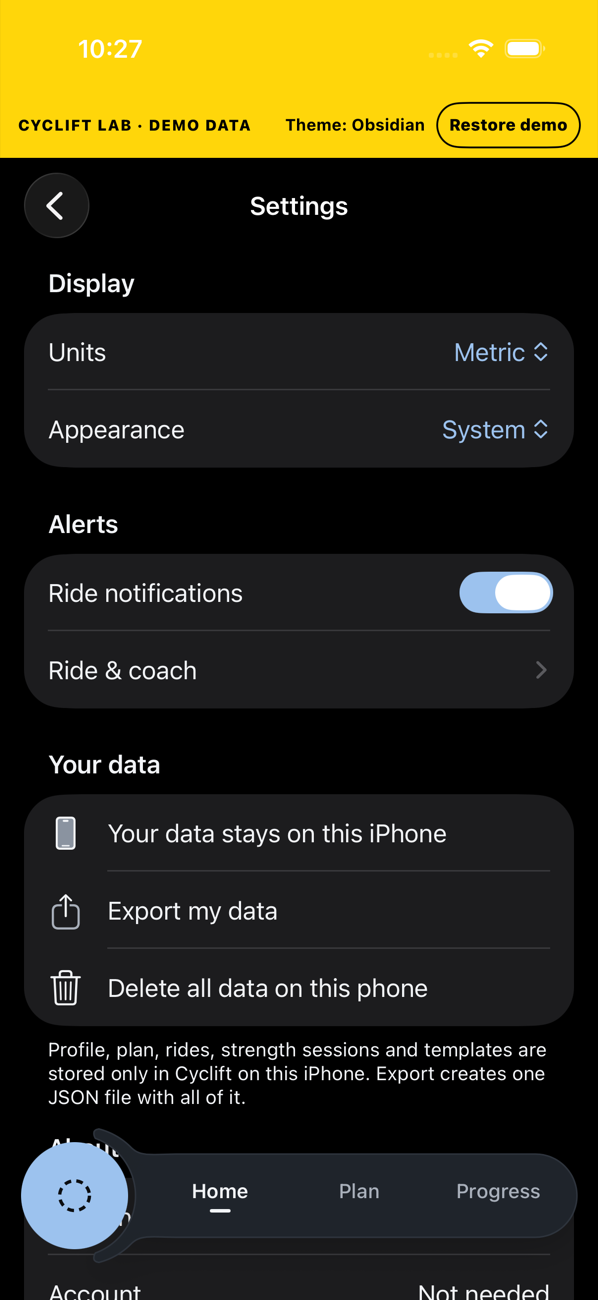 10:27
CYCLIFT LAB · DEMO DATA
Theme: Obsidian
Restore demo
Settings
Display
Units
Metric
Appearance
System
Alerts
Ride notifications
Ride & coach
Your data
Your data stays on this iPhone
Export my data
Delete all data on this phone
Profile, plan, rides, strength sessions and templates are
stored only in Cyclift on this iPhone. Export creates one
JSON file with all of it.
About
Home
Plan
Progress
Account
Not needed